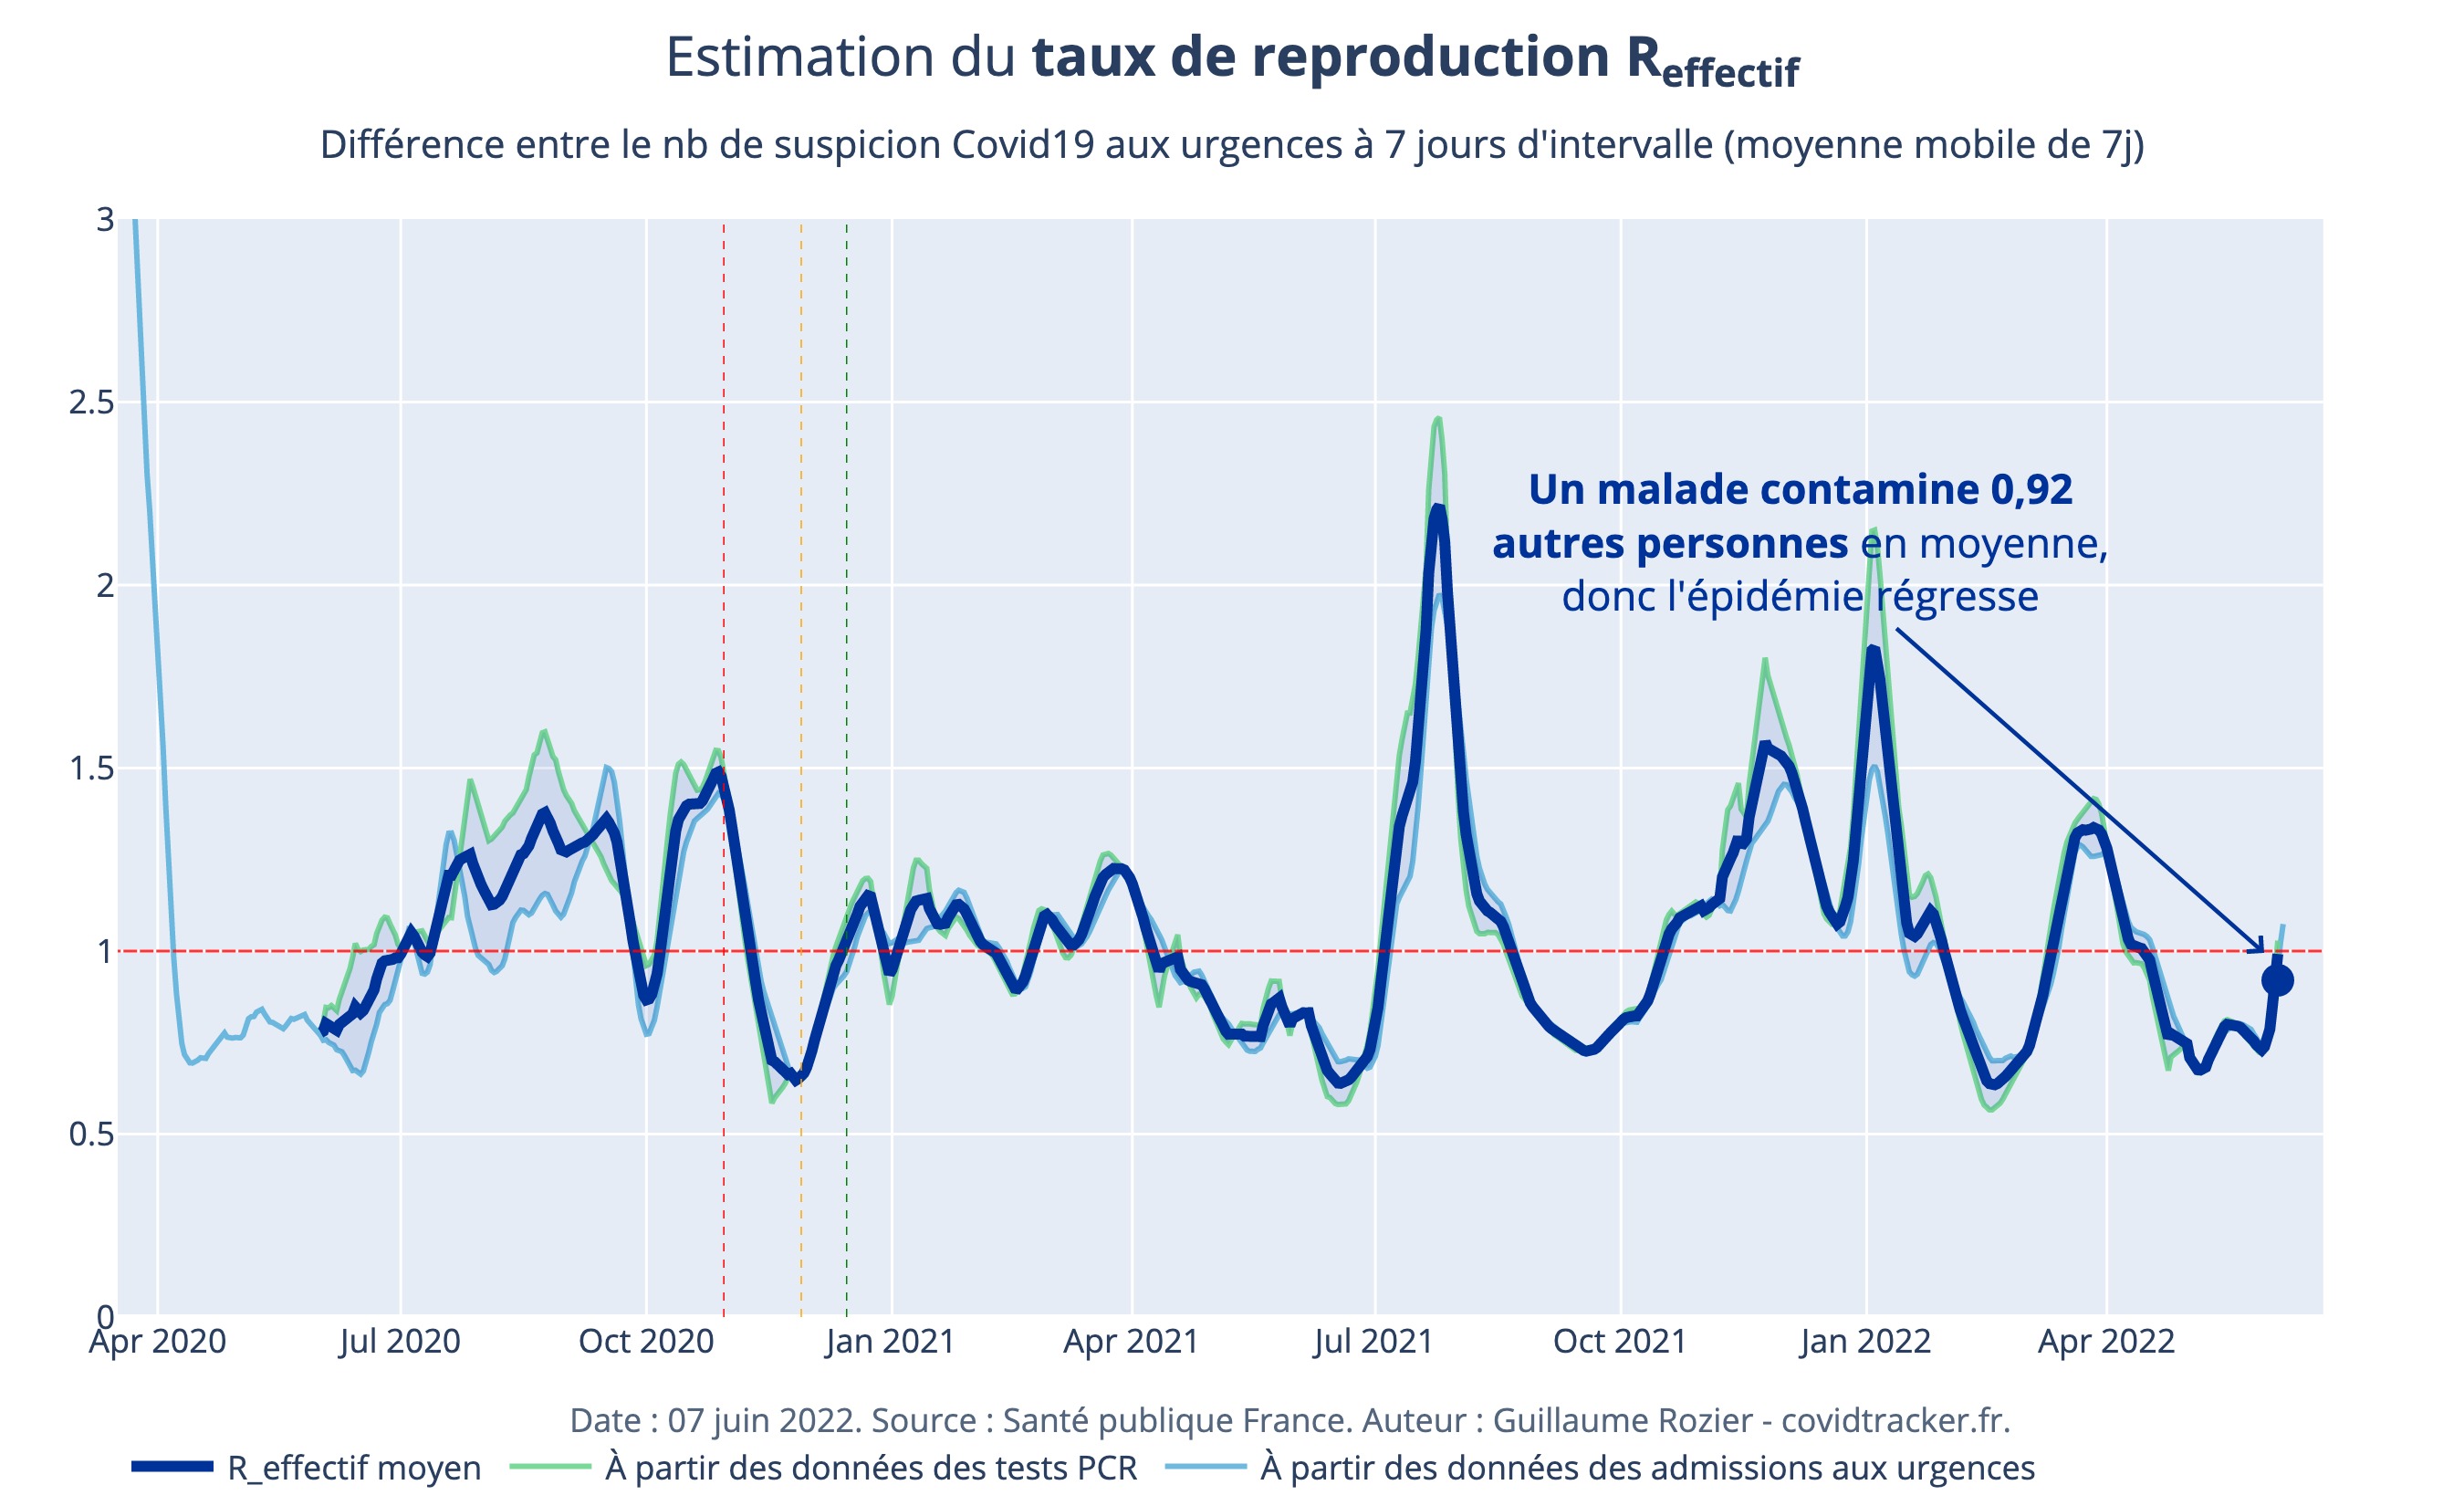 Estimation du taux de reproduction Reffectif
Différence entre le nb de suspicion Covid19 aux urgences à 7 jours d'intervalle (moyenne mobile de 7j)
3
2.5
2
1.5
1
0.5
0
Un malade contamine 0,92
autres personnes en moyenne,
donc l'épidémie régresse
Apr 2020 Jul 2020 Oct 2020 Jan 2021 Apr 2021 Jul 2021 Oct 2021 Jan 2022 Apr 2022
Date : 07 juin 2022. Source : Santé publique France. Auteur : Guillaume Rozier - covidtracker.fr.
R_effectif moyen À partir des données des tests PCR À partir des données des admissions aux urgences